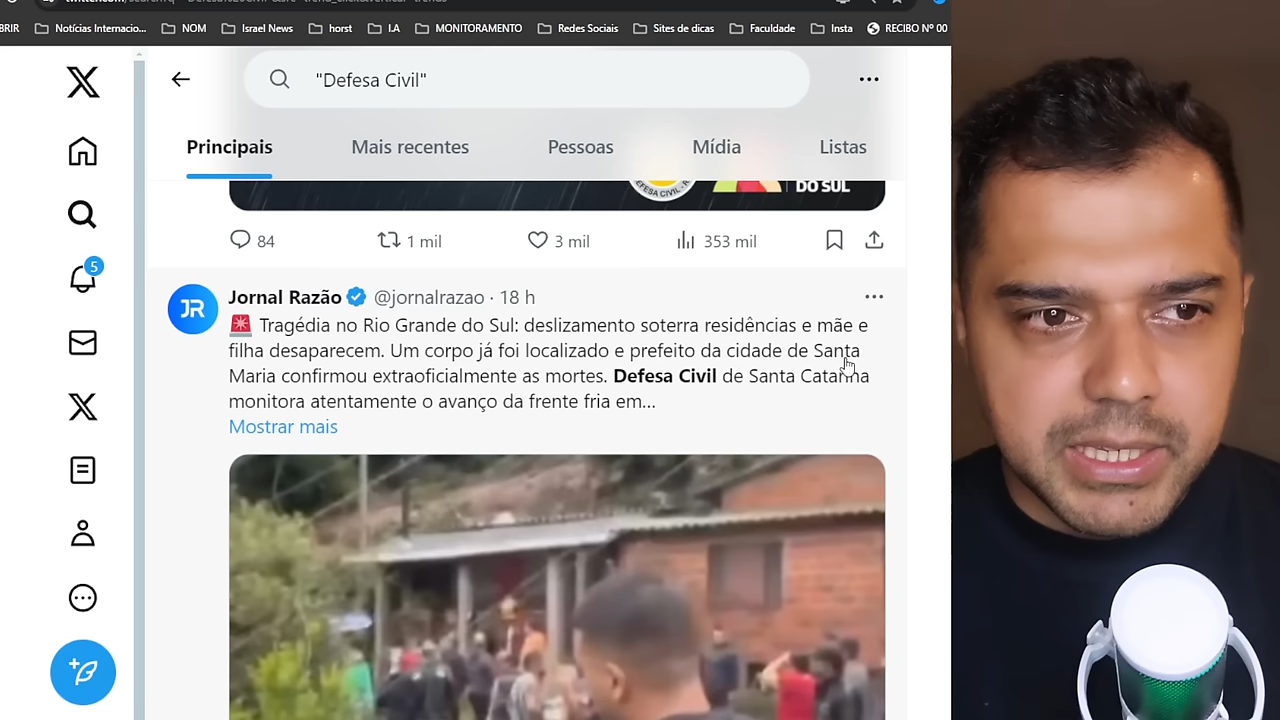 BRIR Notícias Internacio... NOM Israel News horst I.A MONITORAMENTO Redes Sociais Sites de dicas Faculdade Insta RECIBO Nº 00
"Defesa Civil"
Principais Mais recentes Pessoas Mídia Listas
DEFESA CIVIL
DO SUL
84 1 mil 3 mil 353 mil
5
JR
Jornal Razão @jornalrazao · 18 h
Tragédia no Rio Grande do Sul: deslizamento soterra residências e mãe e
filha desaparecem. Um corpo já foi localizado e prefeito da cidade de Santa
Maria confirmou extraoficialmente as mortes. Defesa Civil de Santa Catarina
monitora atentamente o avanço da frente fria em...
Mostrar mais